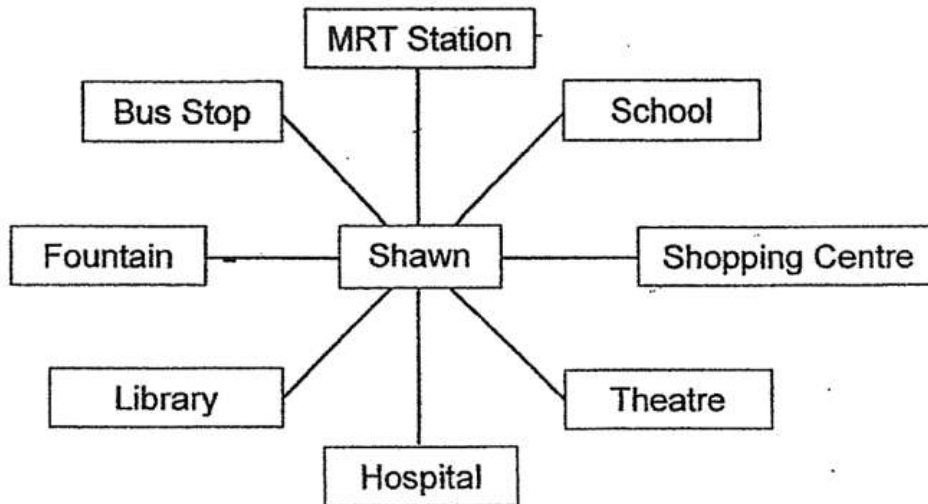 MRT Station
Bus Stop
School
Fountain
Shawn
Shopping Centre
Library
Theatre
Hospital